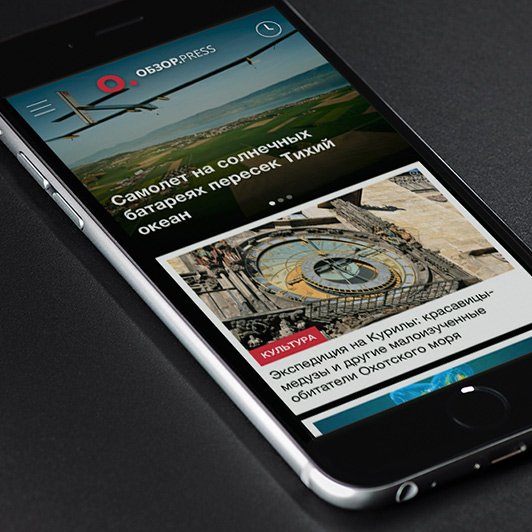 О. ОБЗОР.PRESS
Самолет на солнечных
батареях пересек Тихий
океан
КУЛЬТУРА
Экспедиция на Курилы: красавицы-
медузы и другие малоизученные
обитатели Охотского моря